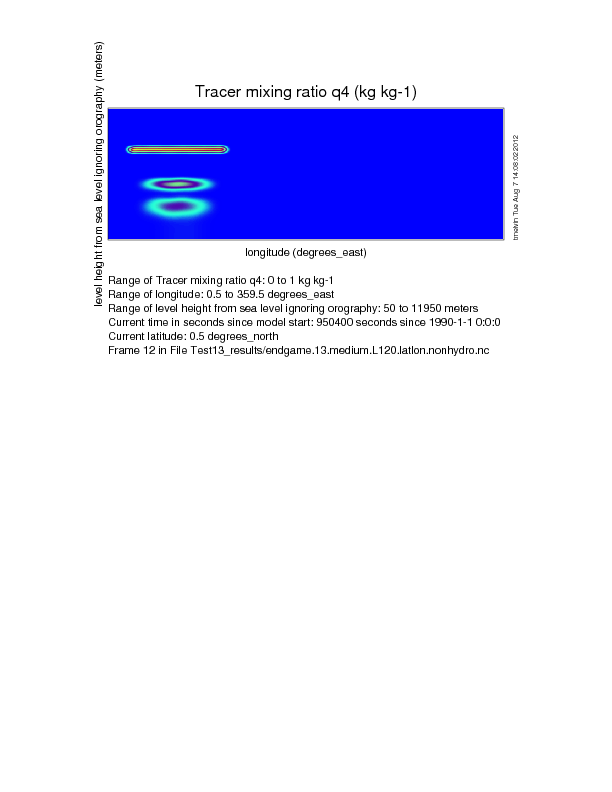 Tracer mixing ratio q4 (kg kg-1)
level height from sea level ignoring orography (meters)
tmelvin Tue Aug 7 14:08:02 2012
longitude (degrees_east)
Range of Tracer mixing ratio q4: 0 to 1 kg kg-1
Range of longitude: 0.5 to 359.5 degrees_east
Range of level height from sea level ignoring orography: 50 to 11950 meters
Current time in seconds since model start: 950400 seconds since 1990-1-1 0:0:0
Current latitude: 0.5 degrees_north
Frame 12 in File Test13_results/endgame.13.medium.L120.latlon.nonhydro.nc